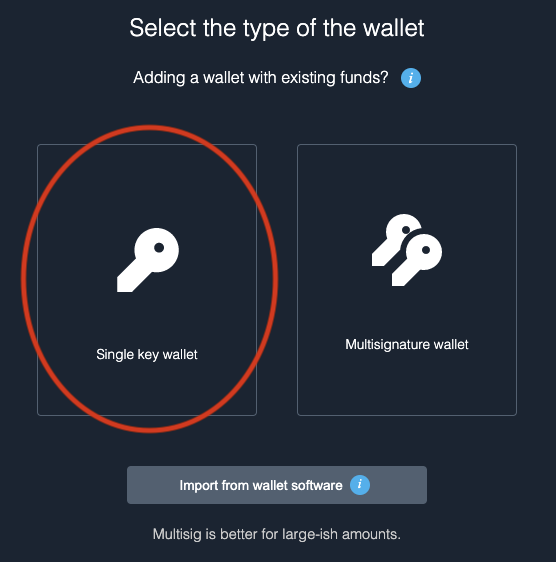 Select the type of the wallet
Adding a wallet with existing funds? i
Single key wallet
Multisignature wallet
Import from wallet software i
Multisig is better for large-ish amounts.